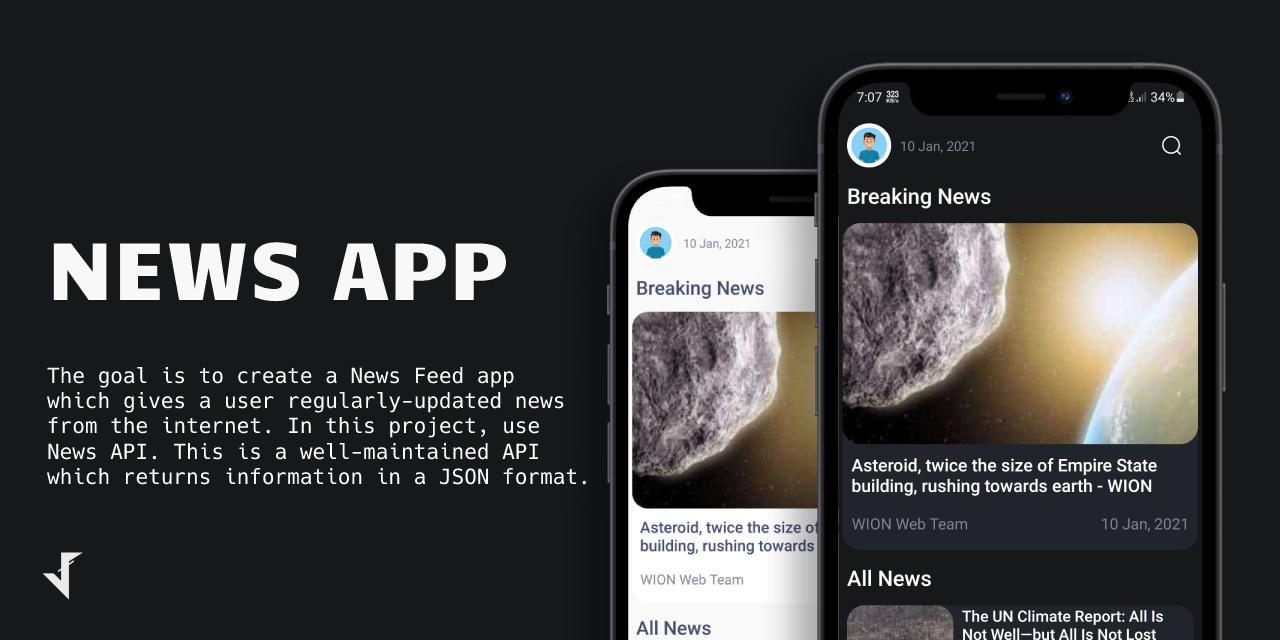 NEWS APP
The goal is to create a News Feed app
which gives a user regularly-updated news
from the internet. In this project, use
News API. This is a well-maintained API
which returns information in a JSON format.
10 Jan, 2021
Breaking News
Asteroid, twice the size of
building, rushing towards
WION Web Team
All News
7:07 323 KB/s 34%
10 Jan, 2021
Breaking News
Asteroid, twice the size of Empire State
building, rushing towards earth - WION
WION Web Team 10 Jan, 2021
All News
The UN Climate Report: All Is
Not Well—but All Is Not Lost